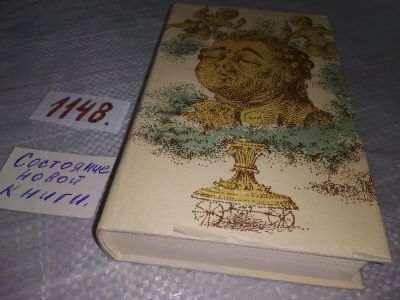 1148.
Состояние
новой
книги.